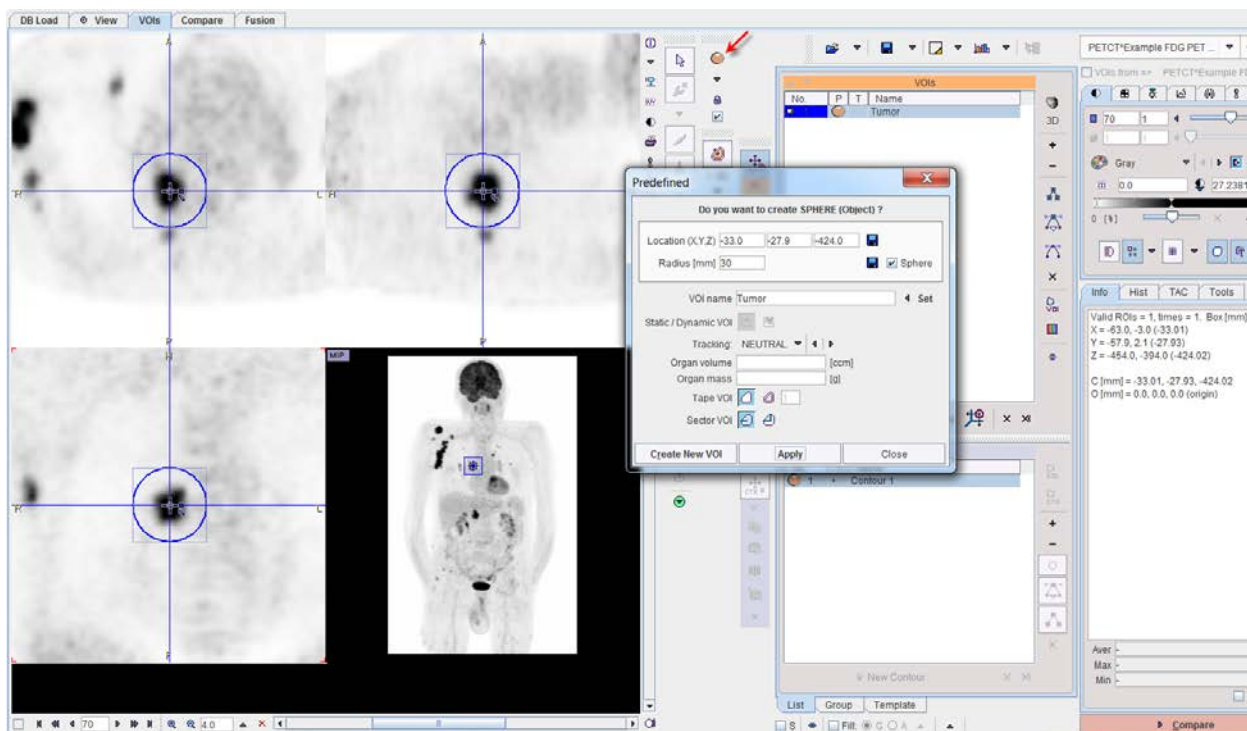 DB Load View VOIs Compare Fusion
PETCT*Example FDG PET ...
VOIs from => PETCT*Example FD
VOIs
No. P T Name
Tumor
3D
70 1
Gray
0.0 27.2381
0 [%]
A A
R L H
MIP
Predefined
Do you want to create SPHERE (Object) ?
Location (X,Y,Z) -33.0 -27.9 -424.0
Radius [mm] 30 Sphere
VOI name Tumor Set
Static / Dynamic VOI
Tracking: NEUTRAL
Organ volume [ccm]
Organ mass [g]
Tape VOI 1
Sector VOI
Create New VOI Apply Close
1 Contour 1
Info Hist TAC Tools
Valid ROIs = 1, times = 1. Box [mm]
X = -63.0, -3.0 (-33.01)
Y = -57.9, 2.1 (-27.93)
Z = -454.0, -394.0 (-424.02)
C [mm] = -33.01, -27.93, -424.02
O [mm] = 0.0, 0.0, 0.0 (origin)
Aver -
Max -
Min -
New Contour
List Group Template
70 4.0
S Fill: G A
Compare